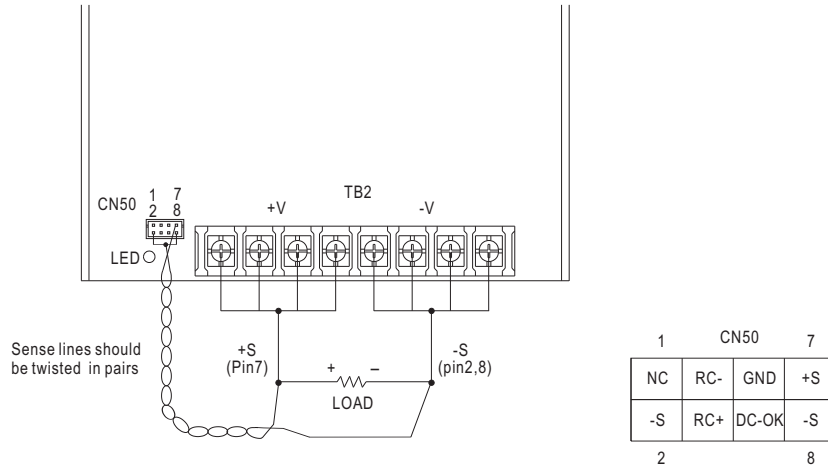 CN50
1 7
2 8
TB2
+V -V
LED
Sense lines should
be twisted in pairs
+S
(Pin7)
+ –
LOAD
-S
(pin2,8)
1 CN50 7
NC RC- GND +S
-S RC+ DC-OK -S
2 8